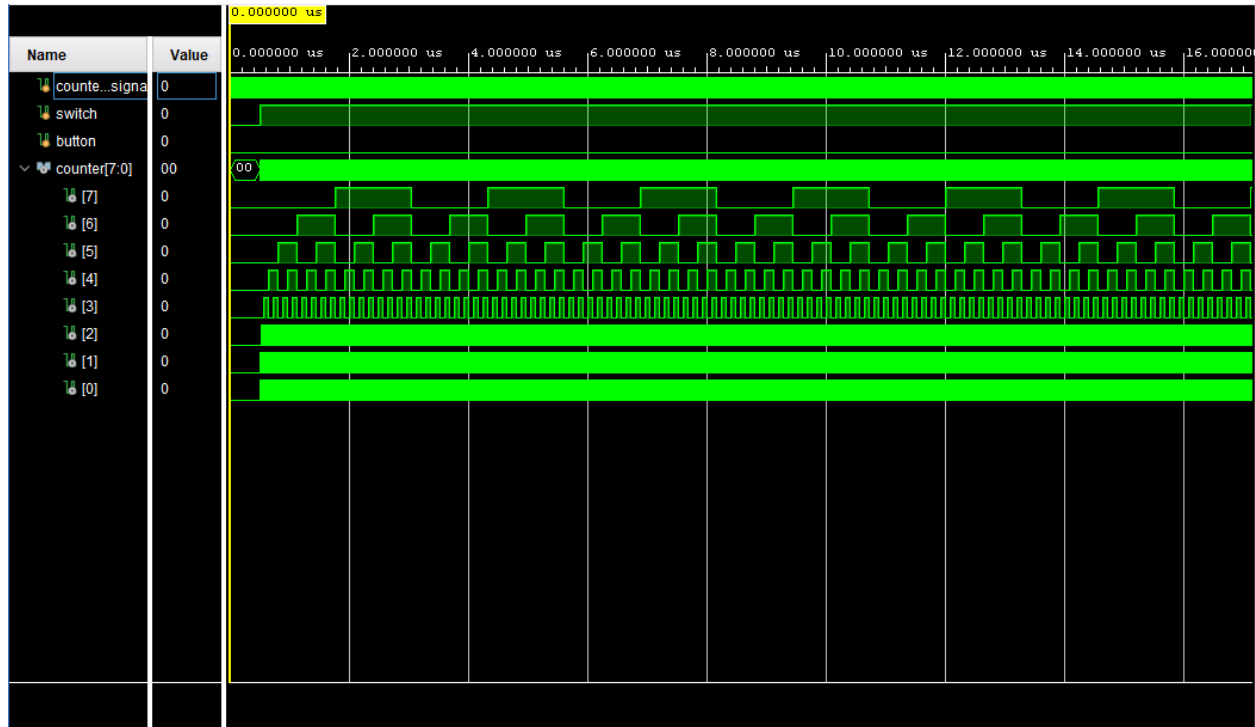 0.000000 us
Name Value 0.000000 us 2.000000 us 4.000000 us 6.000000 us 8.000000 us 10.000000 us 12.000000 us 14.000000 us 16.00000
counte...signa 0
switch 0
button 0
counter[7:0] 00 00
[7] 0
[6] 0
[5] 0
[4] 0
[3] 0
[2] 0
[1] 0
[0] 0